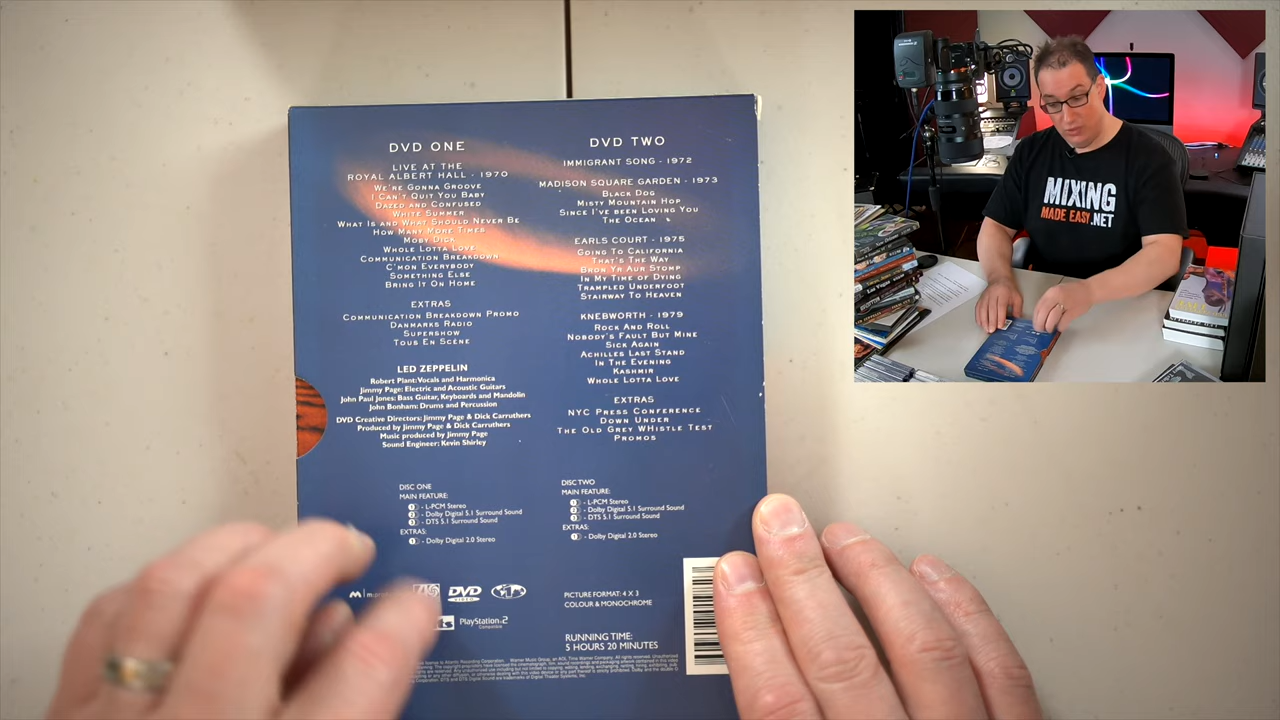 DVD ONE
LIVE AT THE
ROYAL ALBERT HALL - 1970
WE'RE GONNA GROOVE
I CAN'T QUIT YOU BABY
DAZED AND CONFUSED
WHITE SUMMER
WHAT IS AND WHAT SHOULD NEVER BE
HOW MANY MORE TIMES
MOBY DICK
WHOLE LOTTA LOVE
COMMUNICATION BREAKDOWN
C'MON EVERYBODY
SOMETHING ELSE
BRING IT ON HOME
EXTRAS
COMMUNICATION BREAKDOWN PROMO
DANMARKS RADIO
SUPERSHOW
TOUS EN SCÈNE
LED ZEPPELIN
Robert Plant: Vocals and Harmonica
Jimmy Page: Electric and Acoustic Guitars
John Paul Jones: Bass Guitar, Keyboards and Mandolin
John Bonham: Drums and Percussion
DVD Creative Directors: Jimmy Page & Dick Carruthers
Produced by Jimmy Page & Dick Carruthers
Music produced by Jimmy Page
Sound Engineer: Kevin Shirley
DISC ONE
MAIN FEATURE:
1 - L-PCM Stereo
2 - Dolby Digital 5.1 Surround Sound
3 - DTS 5.1 Surround Sound
EXTRAS:
1 - Dolby Digital 2.0 Stereo
DVD
VIDEO
PlayStation 2
DVD TWO
IMMIGRANT SONG - 1972
MADISON SQUARE GARDEN - 1973
BLACK DOG
MISTY MOUNTAIN HOP
SINCE I'VE BEEN LOVING YOU
THE OCEAN
EARLS COURT - 1975
GOING TO CALIFORNIA
THAT'S THE WAY
BRON YR AUR STOMP
IN MY TIME OF DYING
TRAMPLED UNDERFOOT
STAIRWAY TO HEAVEN
KNEBWORTH - 1979
ROCK AND ROLL
NOBODY'S FAULT BUT MINE
SICK AGAIN
ACHILLES LAST STAND
IN THE EVENING
KASHMIR
WHOLE LOTTA LOVE
EXTRAS
NYC PRESS CONFERENCE
DOWN UNDER
THE OLD GREY WHISTLE TEST
PROMOS
DISC TWO
MAIN FEATURE:
1 - L-PCM Stereo
2 - Dolby Digital 5.1 Surround Sound
3 - DTS 5.1 Surround Sound
EXTRAS:
1 - Dolby Digital 2.0 Stereo
PICTURE FORMAT: 4 X 3
COLOUR & MONOCHROME
RUNNING TIME:
5 HOURS 20 MINUTES
MIXING
MADE EASY.NET